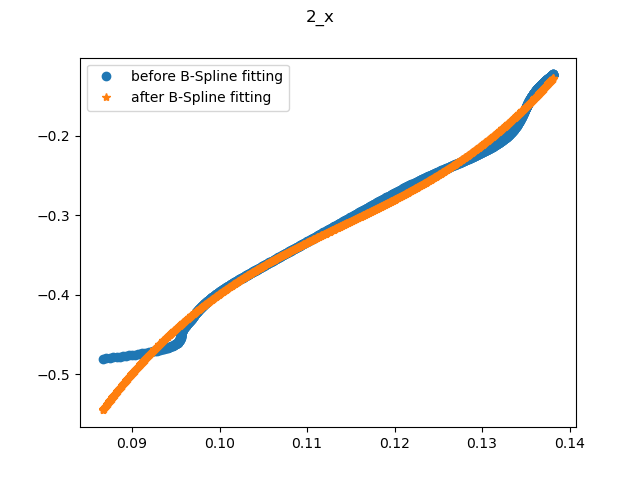 2_x
before B-Spline fitting
after B-Spline fitting
−0.2
−0.3
−0.4
−0.5
0.09 0.10 0.11 0.12 0.13 0.14